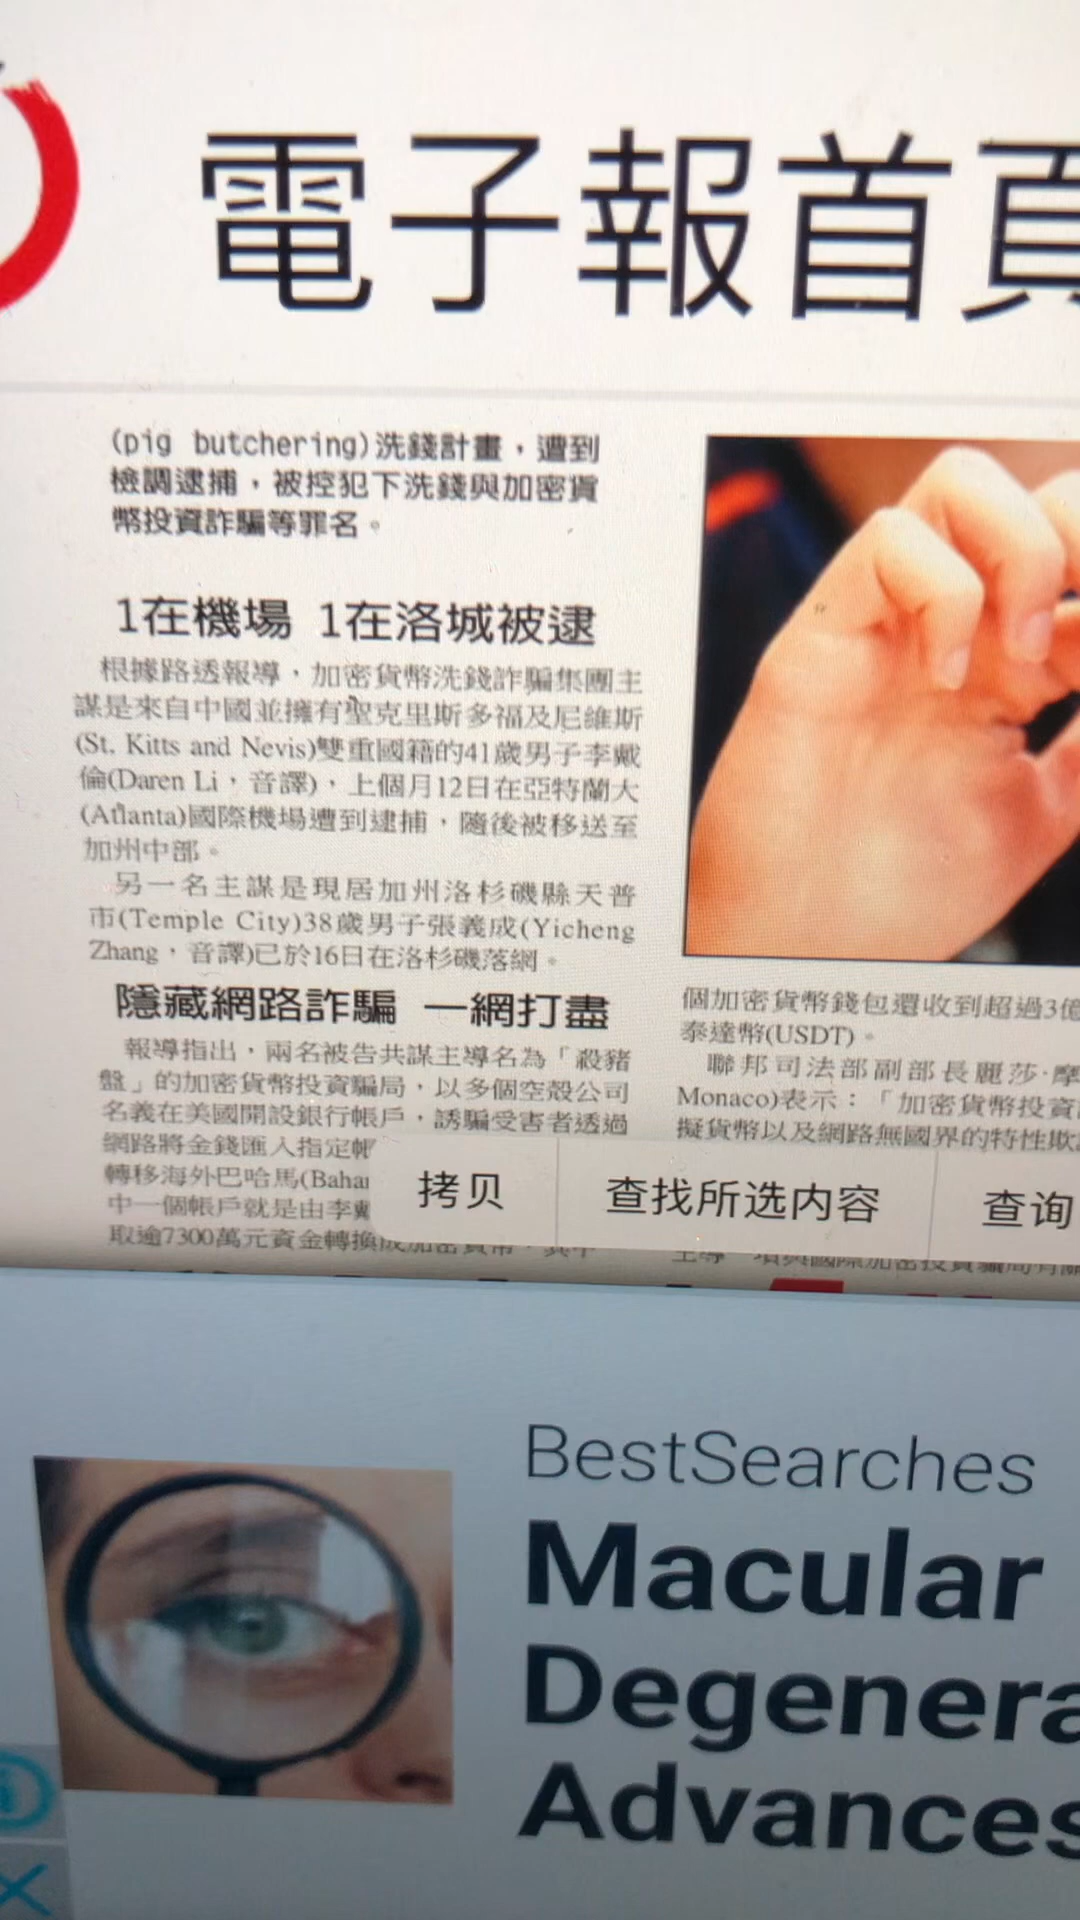 電子報首頁
(pig butchering)洗錢計畫，遭到
檢調逮捕，被控犯下洗錢與加密貨
幣投資詐騙等罪名。
1在機場 1在洛城被逮
根據路透報導，加密貨幣洗錢詐騙集團主
謀是來自中國並擁有聖克里斯多福及尼維斯
(St. Kitts and Nevis)雙重國籍的41歲男子李戴
倫(Daren Li，音譯)，上個月12日在亞特蘭大
(Atlanta)國際機場遭到逮捕，隨後被移送至
加州中部。
另一名主謀是現居加州洛杉磯縣天普
市(Temple City)38歲男子張義成(Yicheng
Zhang，音譯)已於16日在洛杉磯落網。
隱藏網路詐騙 一網打盡
報導指出，兩名被告共謀主導名為「殺豬
盤」的加密貨幣投資騙局，以多個空殼公司
名義在美國開設銀行帳戶，誘騙受害者透過
網路將金錢匯入指定帳
轉移海外巴哈馬(Baha
中一個帳戶就是由李戴
取逾7300萬元資金轉換成加密貨幣，其中
個加密貨幣錢包還收到超過3億
泰達幣(USDT)。
聯邦司法部副部長麗莎·摩
Monaco)表示：「加密貨幣投資
擬貨幣以及網路無國界的特性欺
拷贝
查找所选内容
查询
BestSearches
Macular
Degenera
Advances